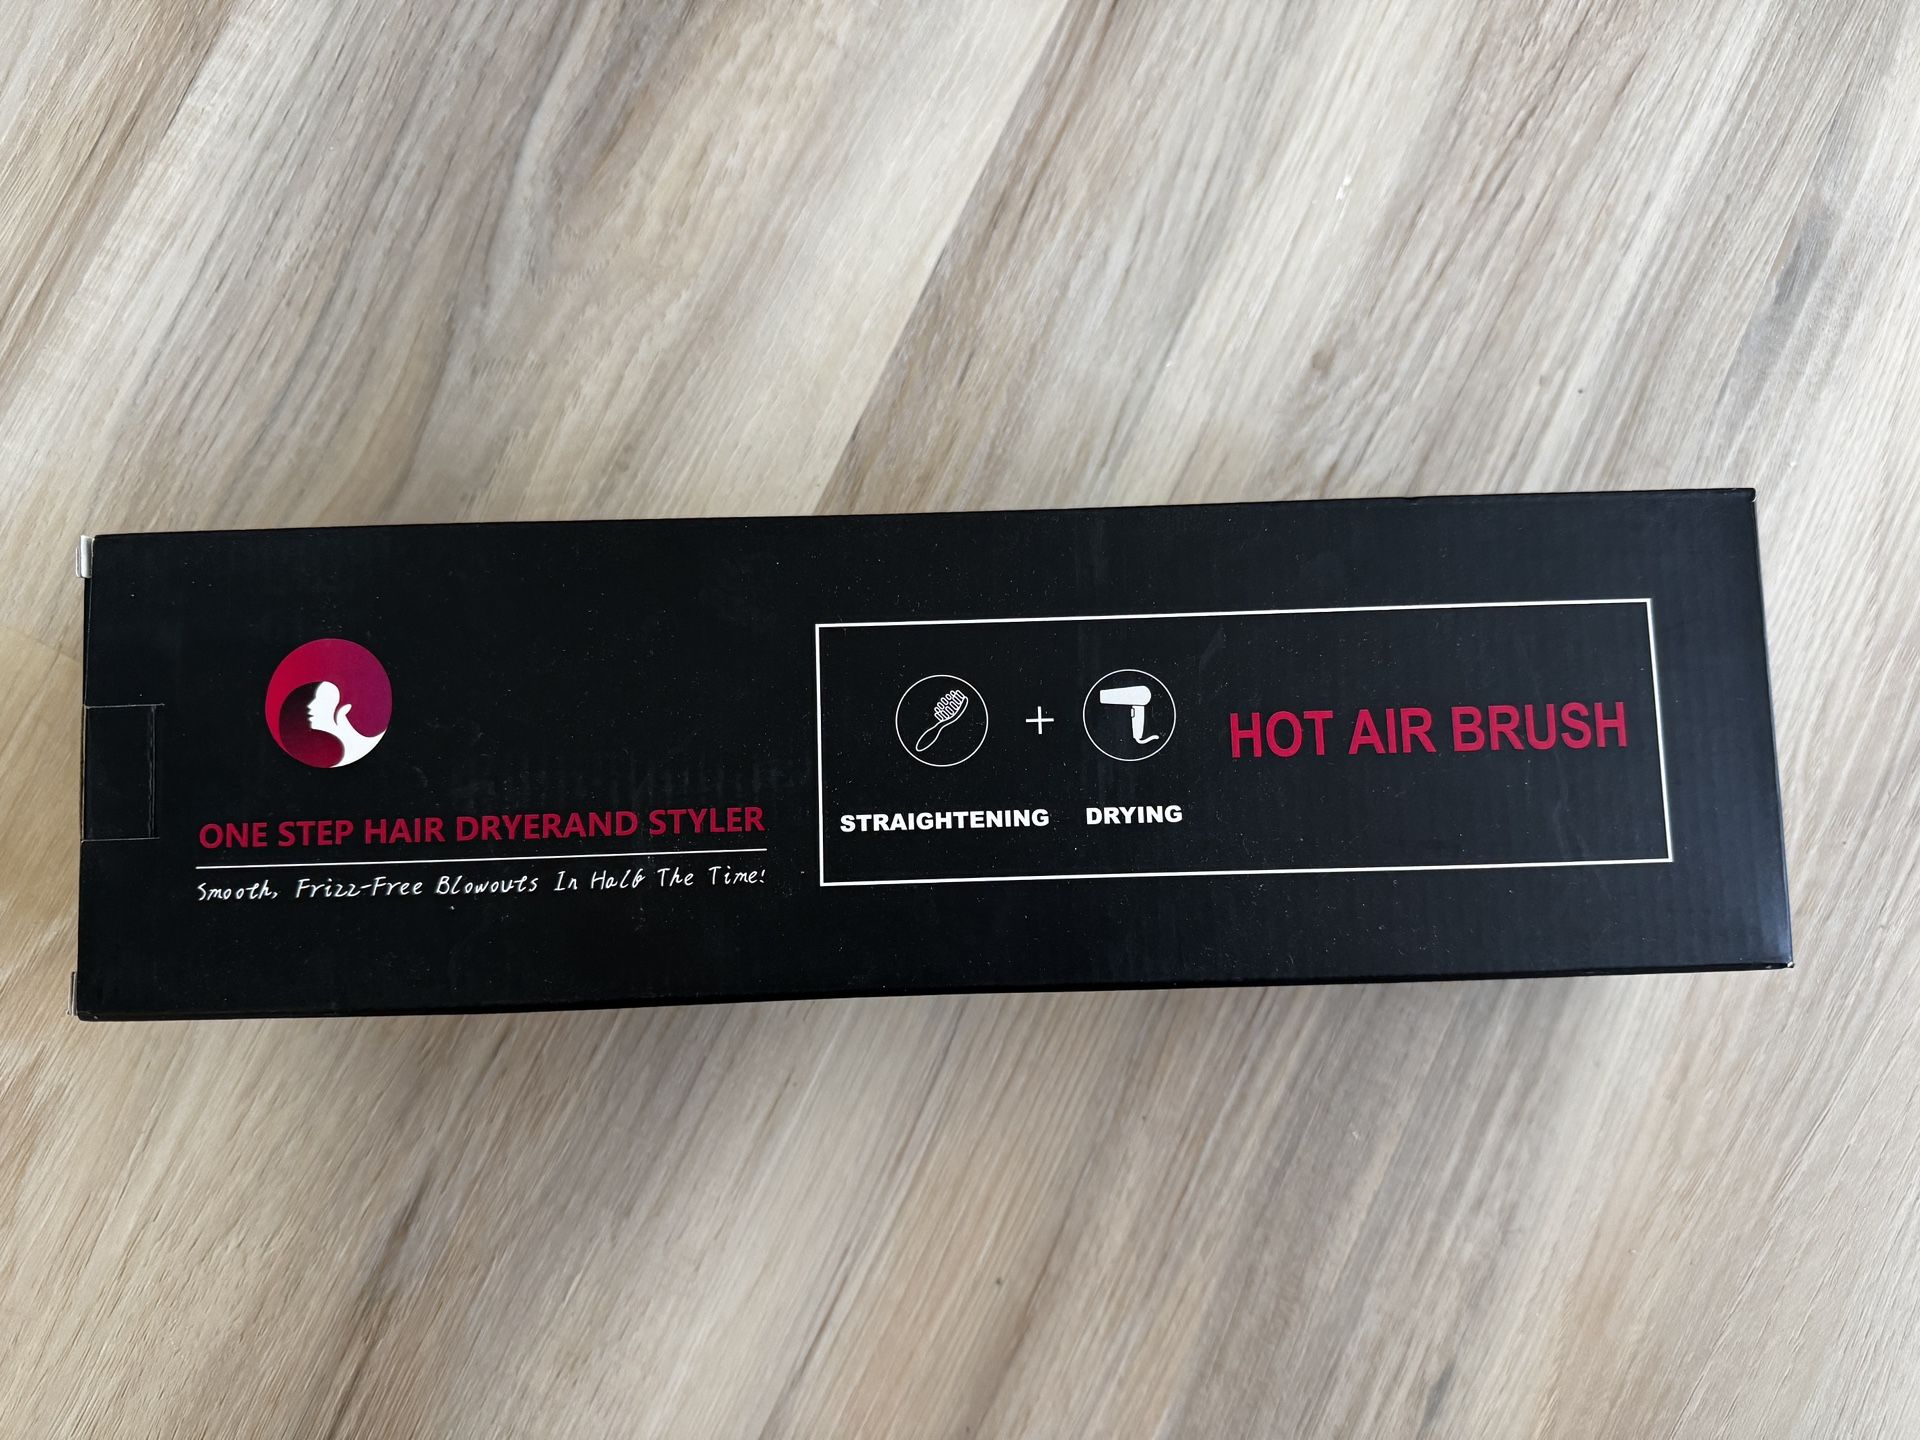 ONE STEP HAIR DRYERAND STYLER
Smooth, Frizz-Free Blowouts In Half The Time!
STRAIGHTENING + DRYING
HOT AIR BRUSH